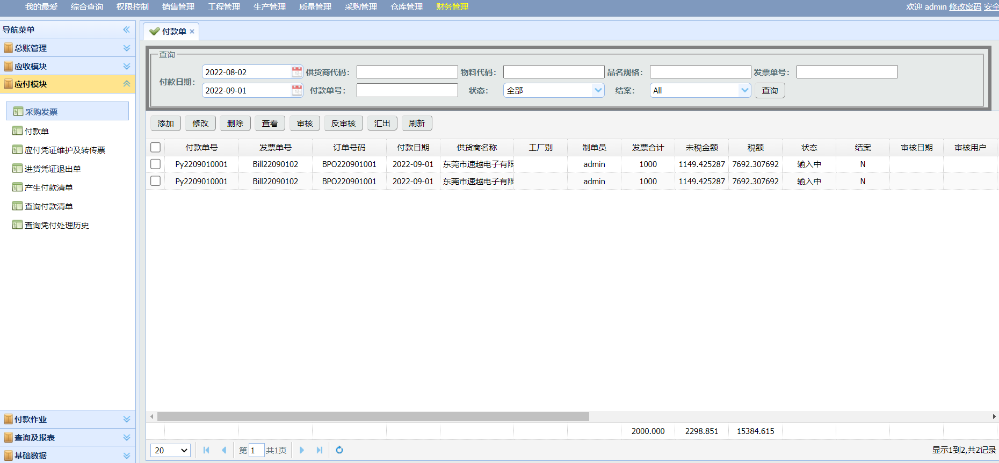 我的最爱 综合查询 权限控制 销售管理 工程管理 生产管理 质量管理 采购管理 仓库管理 财务管理 欢迎 admin 修改密码 安全
导航菜单
总账管理
应收模块
应付模块
采购发票
付款单
应付凭证维护及转传票
进货凭证退出单
产生付款清单
查询付款清单
查询凭付处理历史
付款作业
查询及报表
基础数据
付款单
查询
付款日期: 2022-08-02 供货商代码: 物料代码: 品名规格: 发票单号:
2022-09-01 付款单号: 状态: 全部 结案: All 查询
添加 修改 删除 查看 审核 反审核 汇出 刷新
付款单号 发票单号 订单号码 付款日期 供货商名称 工厂别 制单员 发票合计 未税金额 税额 状态 结案 审核日期 审核用户
Py2209010001 Bill22090102 BPO220901001 2022-09-01 东莞市速越电子有限 admin 1000 1149.425287 7692.307692 输入中 N
Py2209010001 Bill22090102 BPO220901001 2022-09-01 东莞市速越电子有限 admin 1000 1149.425287 7692.307692 输入中 N
2000.000 2298.851 15384.615
20 第 1 共1页 显示1到2,共2记录